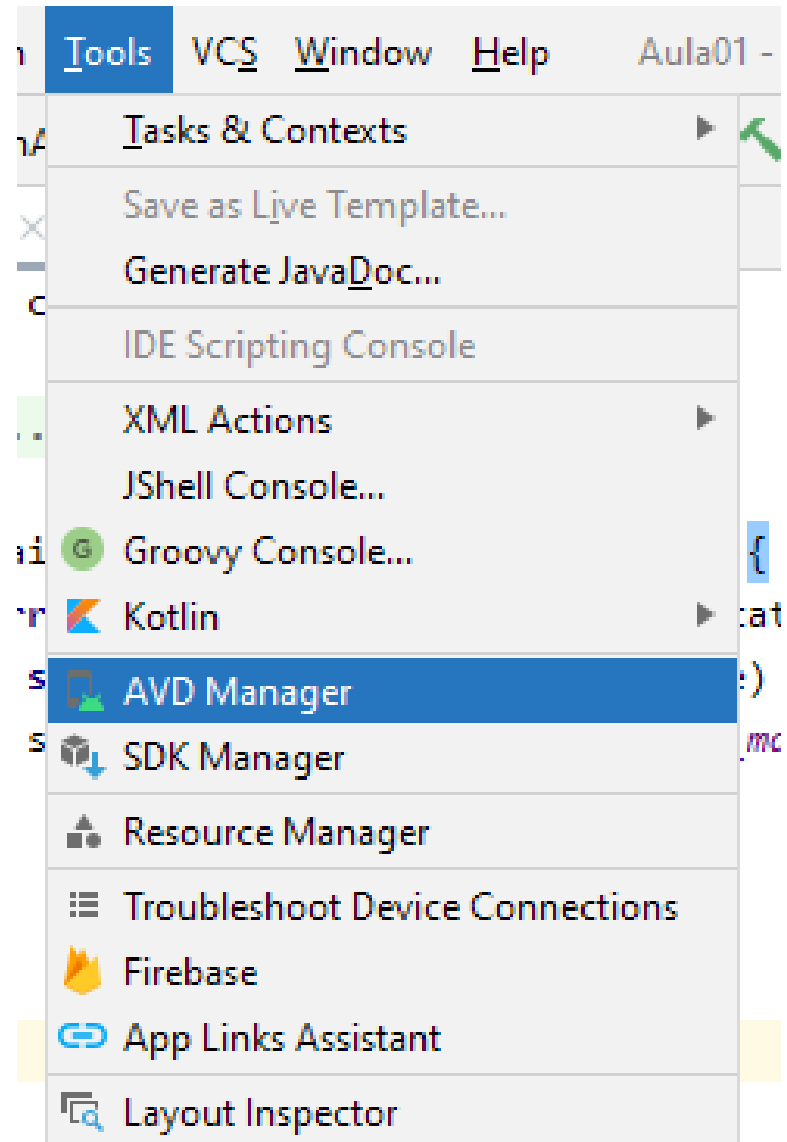 Tools VCS Window Help Aula01 -
Tasks & Contexts
Save as Live Template...
Generate JavaDoc...
IDE Scripting Console
XML Actions
JShell Console...
G Groovy Console...
Kotlin
AVD Manager
SDK Manager
Resource Manager
Troubleshoot Device Connections
Firebase
App Links Assistant
Layout Inspector